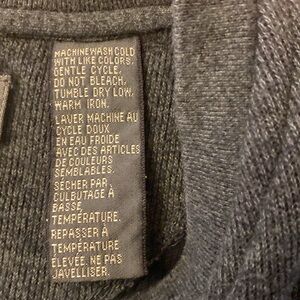 MACHINE WASH COLD
WITH LIKE COLORS.
GENTLE CYCLE.
DO NOT BLEACH.
TUMBLE DRY LOW.
WARM IRON.
LAVER MACHINE AU
CYCLE DOUX
EN EAU FROIDE
AVEC DES ARTICLES
DE COULEURS
SEMBLABLES.
SÉCHER PAR
CULBUTAGE À
BASSE
TEMPÉRATURE.
REPASSER À
TEMPÉRATURE
ÉLEVÉE. NE PAS
JAVELLISER.